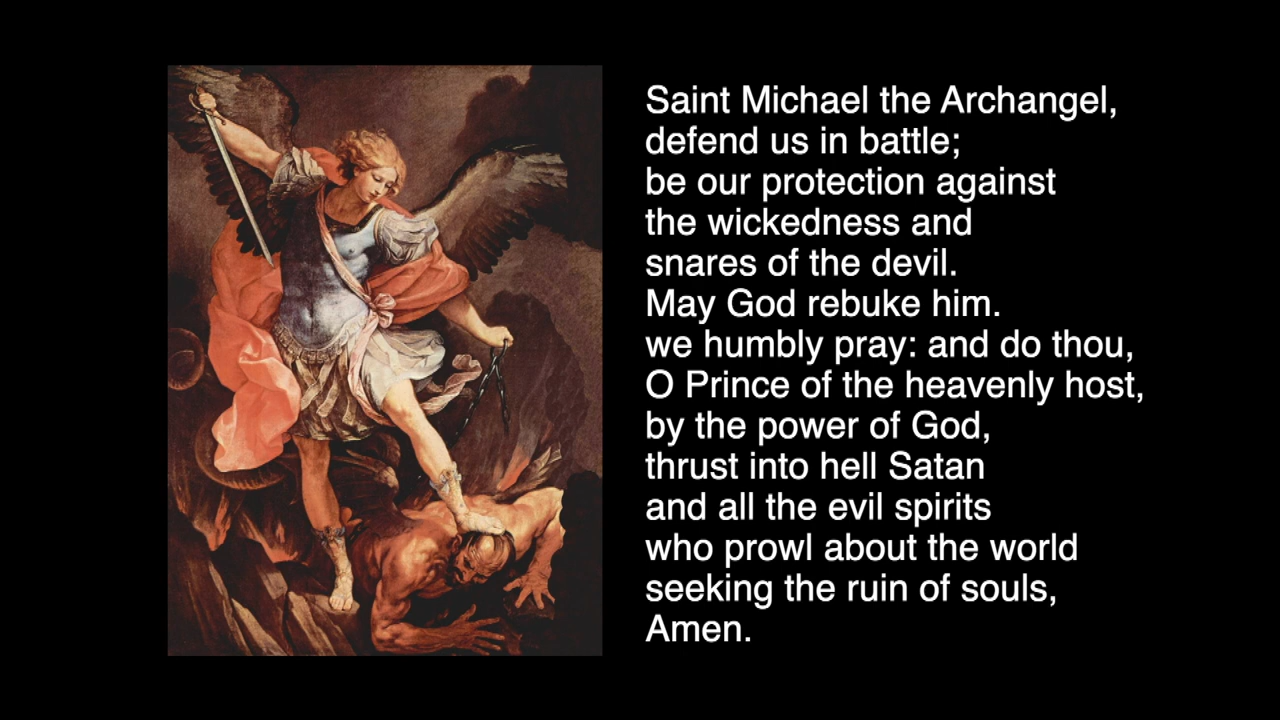 Saint Michael the Archangel,
defend us in battle;
be our protection against
the wickedness and
snares of the devil.
May God rebuke him.
we humbly pray: and do thou,
O Prince of the heavenly host,
by the power of God,
thrust into hell Satan
and all the evil spirits
who prowl about the world
seeking the ruin of souls,
Amen.